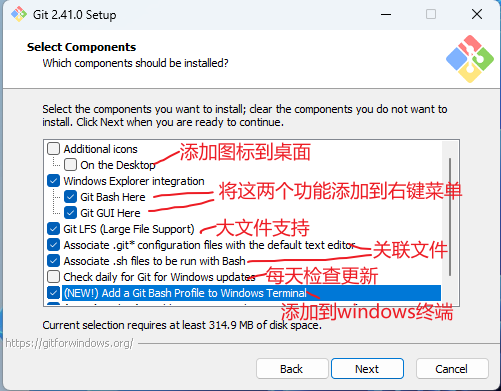 Git 2.41.0 Setup
Select Components
Which components should be installed?
Select the components you want to install; clear the components you do not want to
install. Click Next when you are ready to continue.
Additional icons
On the Desktop
添加图标到桌面
Windows Explorer integration
Git Bash Here
将这两个功能添加到右键菜单
Git GUI Here
Git LFS (Large File Support)
大文件支持
Associate .git* configuration files with the default text editor
关联文件
Associate .sh files to be run with Bash
Check daily for Git for Windows updates
每天检查更新
(NEW!) Add a Git Bash Profile to Windows Terminal
添加到windows终端
Current selection requires at least 314.9 MB of disk space.
https://gitforwindows.org/
Back
Next
Cancel